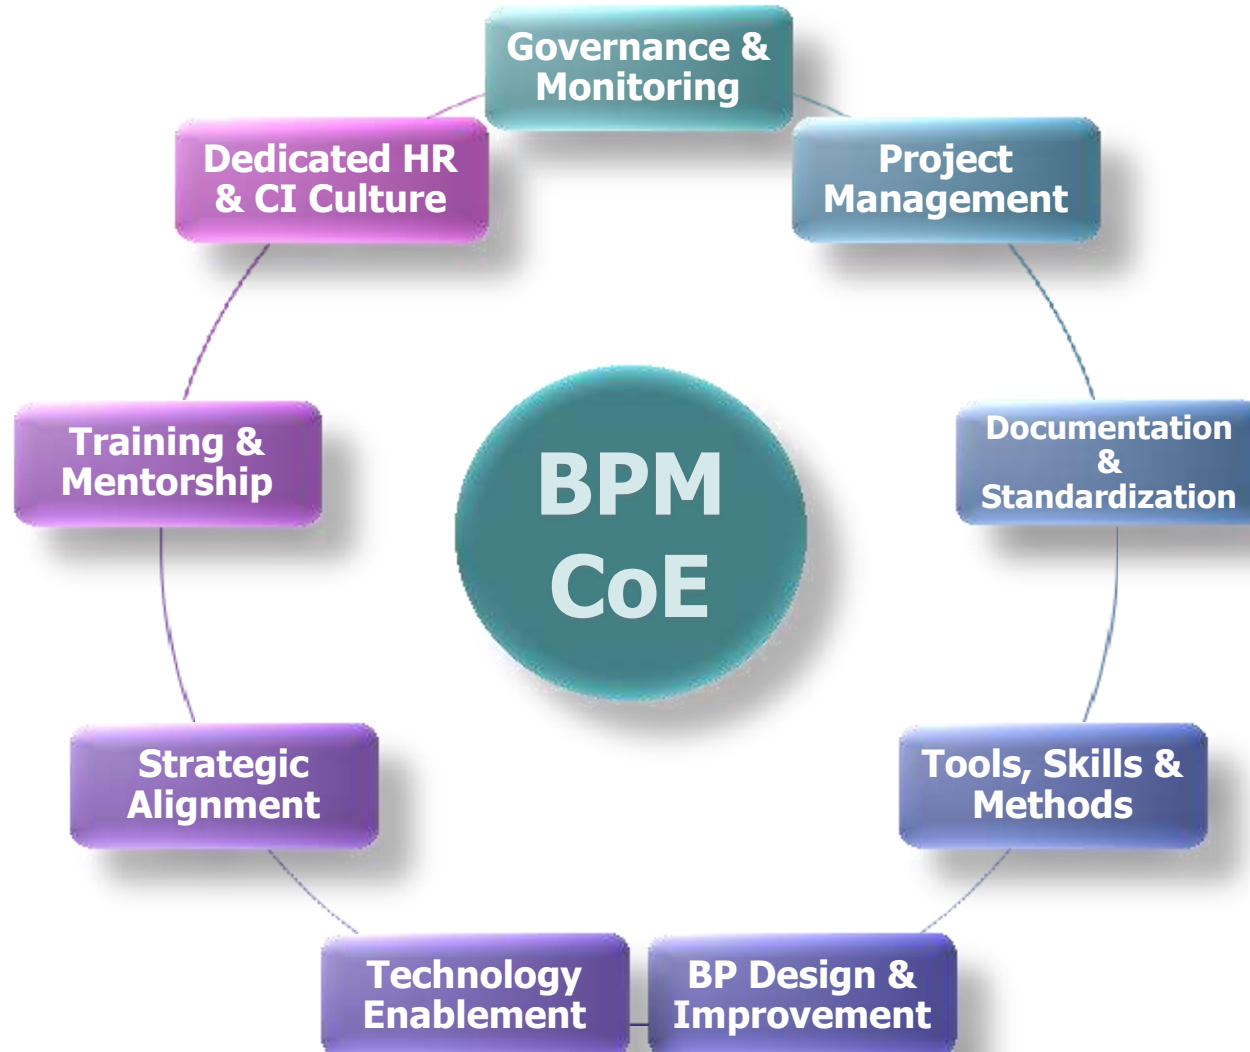 Governance &
Monitoring
Project
Management
Documentation
&
Standardization
Tools, Skills &
Methods
BP Design &
Improvement
Technology
Enablement
Strategic
Alignment
Training &
Mentorship
Dedicated HR
& CI Culture
BPM
CoE